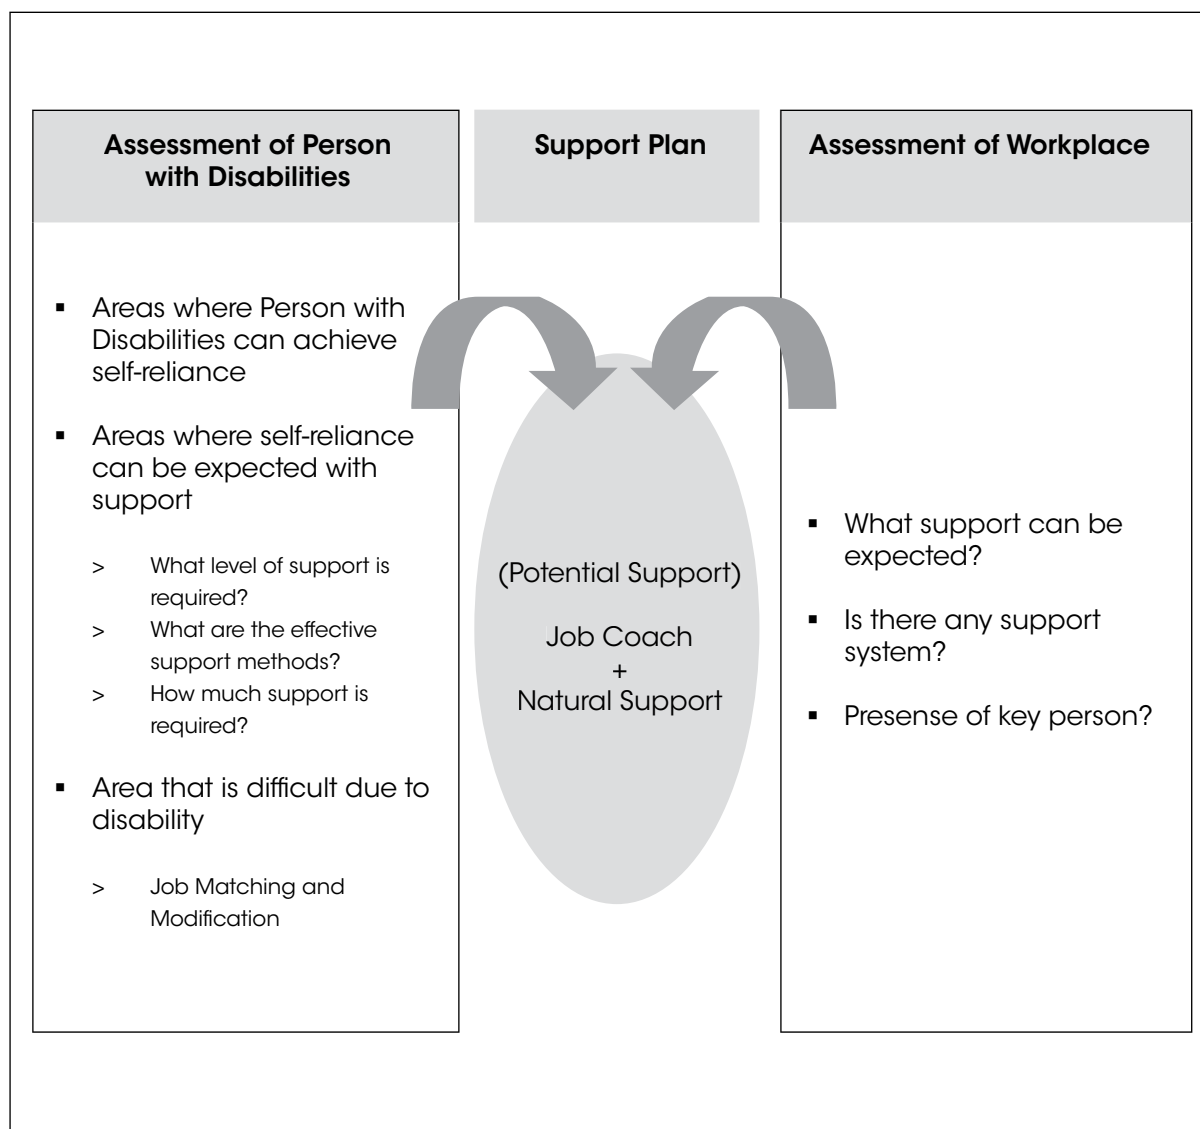 Assessment of Person
with Disabilities
▪ Areas where Person with
Disabilities can achieve
self-reliance
▪ Areas where self-reliance
can be expected with
support
> What level of support is
required?
> What are the effective
support methods?
> How much support is
required?
▪ Area that is difficult due to
disability
> Job Matching and
Modification
Support Plan
(Potential Support)
Job Coach
+
Natural Support
Assessment of Workplace
▪ What support can be
expected?
▪ Is there any support
system?
▪ Presense of key person?